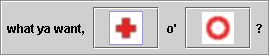 what ya want, o' ?